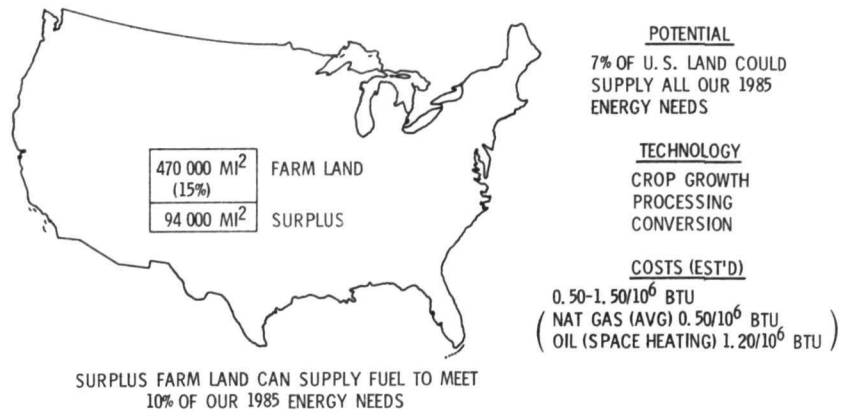 470 000 MI² FARM LAND
(15%)
94 000 MI² SURPLUS
SURPLUS FARM LAND CAN SUPPLY FUEL TO MEET
10% OF OUR 1985 ENERGY NEEDS
POTENTIAL
7% OF U.S. LAND COULD
SUPPLY ALL OUR 1985
ENERGY NEEDS
TECHNOLOGY
CROP GROWTH
PROCESSING
CONVERSION
COSTS (EST'D)
0.50-1.50/10⁶ BTU
(NAT GAS (AVG) 0.50/10⁶ BTU
OIL (SPACE HEATING) 1.20/10⁶ BTU)